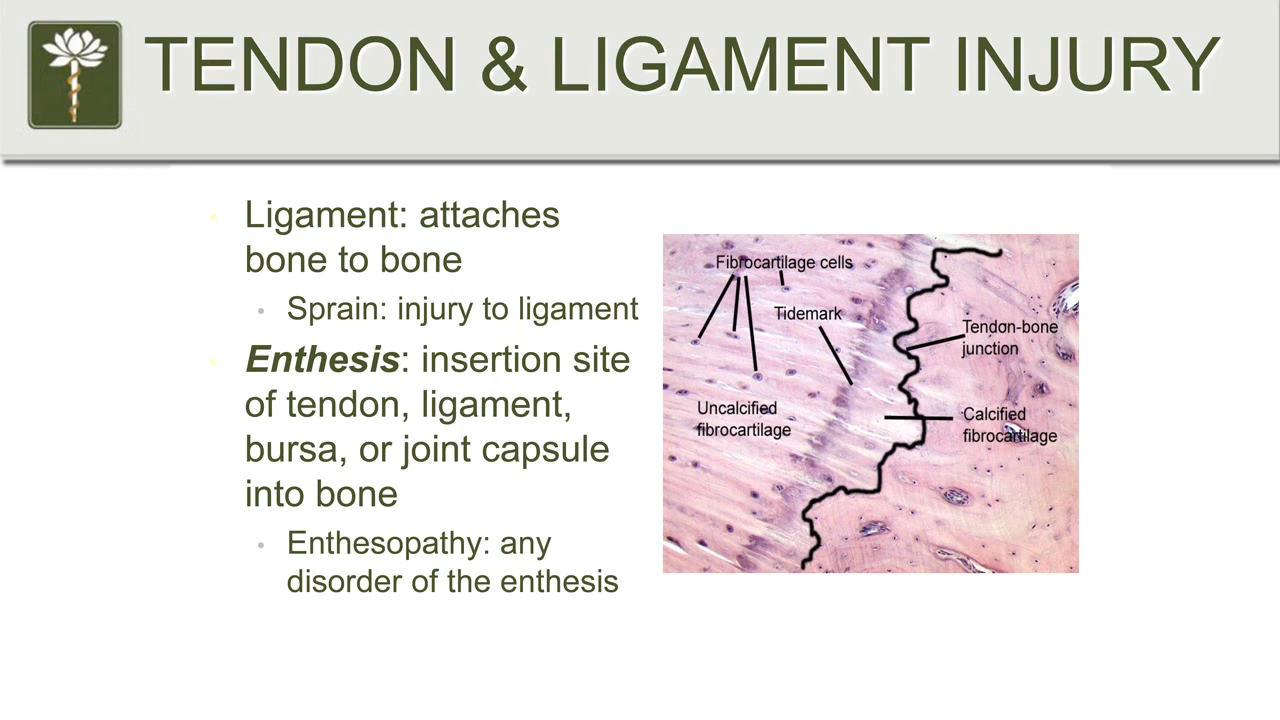 TENDON & LIGAMENT INJURY
Ligament: attaches
bone to bone
Sprain: injury to ligament
Enthesis: insertion site
of tendon, ligament,
bursa, or joint capsule
into bone
Enthesopathy: any
disorder of the enthesis
Fibrocartilage cells
Tidemark
Tendon-bone
junction
Uncalcified
fibrocartilage
Calcified
fibrocartilage